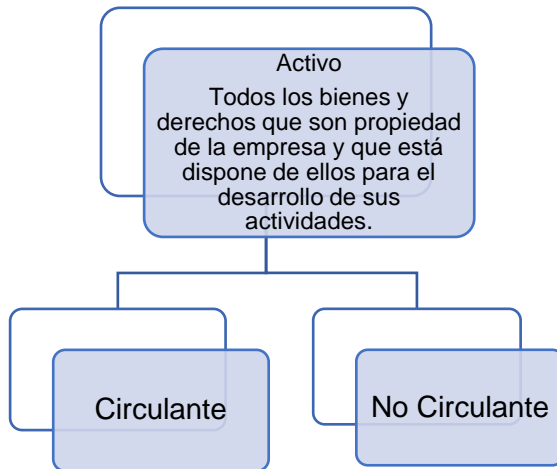 Activo
Todos los bienes y
derechos que son propiedad
de la empresa y que está
dispone de ellos para el
desarrollo de sus
actividades.
Circulante
No Circulante